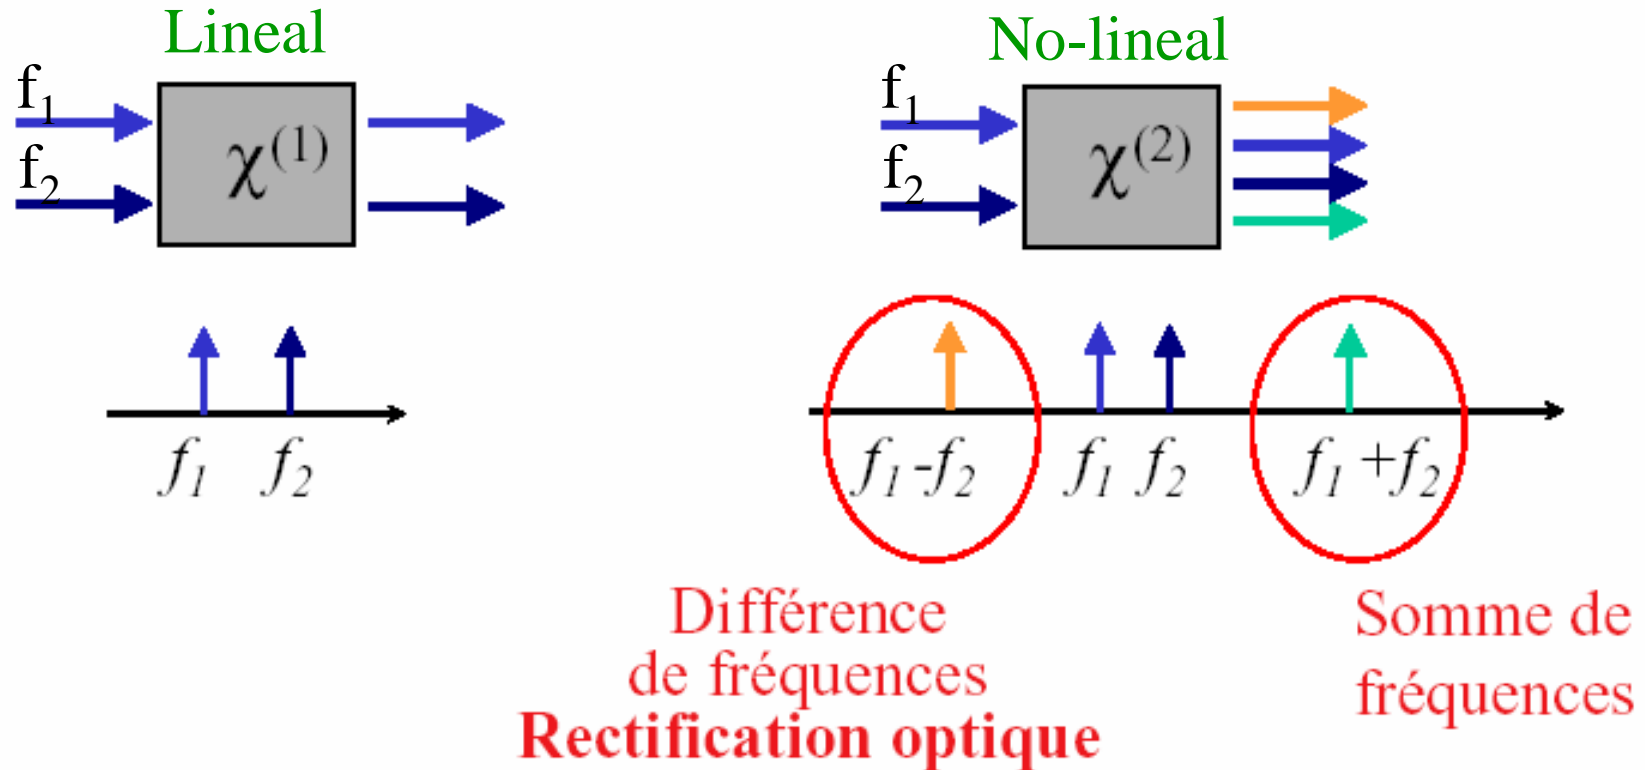 Lineal
f₁
f₂
χ⁽¹⁾
f₁ f₂
No-lineal
f₁
f₂
χ⁽²⁾
f₁-f₂ f₁ f₂ f₁+f₂
Différence
de fréquences
Rectification optique
Somme de
fréquences